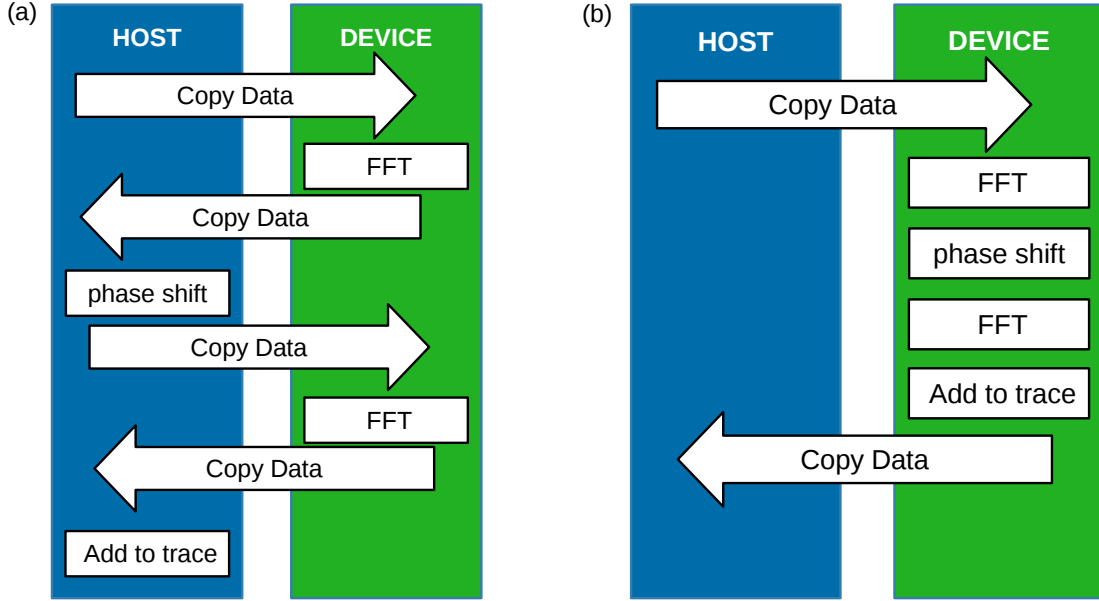 (a)
HOST
DEVICE
Copy Data
FFT
Copy Data
phase shift
Copy Data
FFT
Copy Data
Add to trace
(b)
HOST
DEVICE
Copy Data
FFT
phase shift
FFT
Add to trace
Copy Data